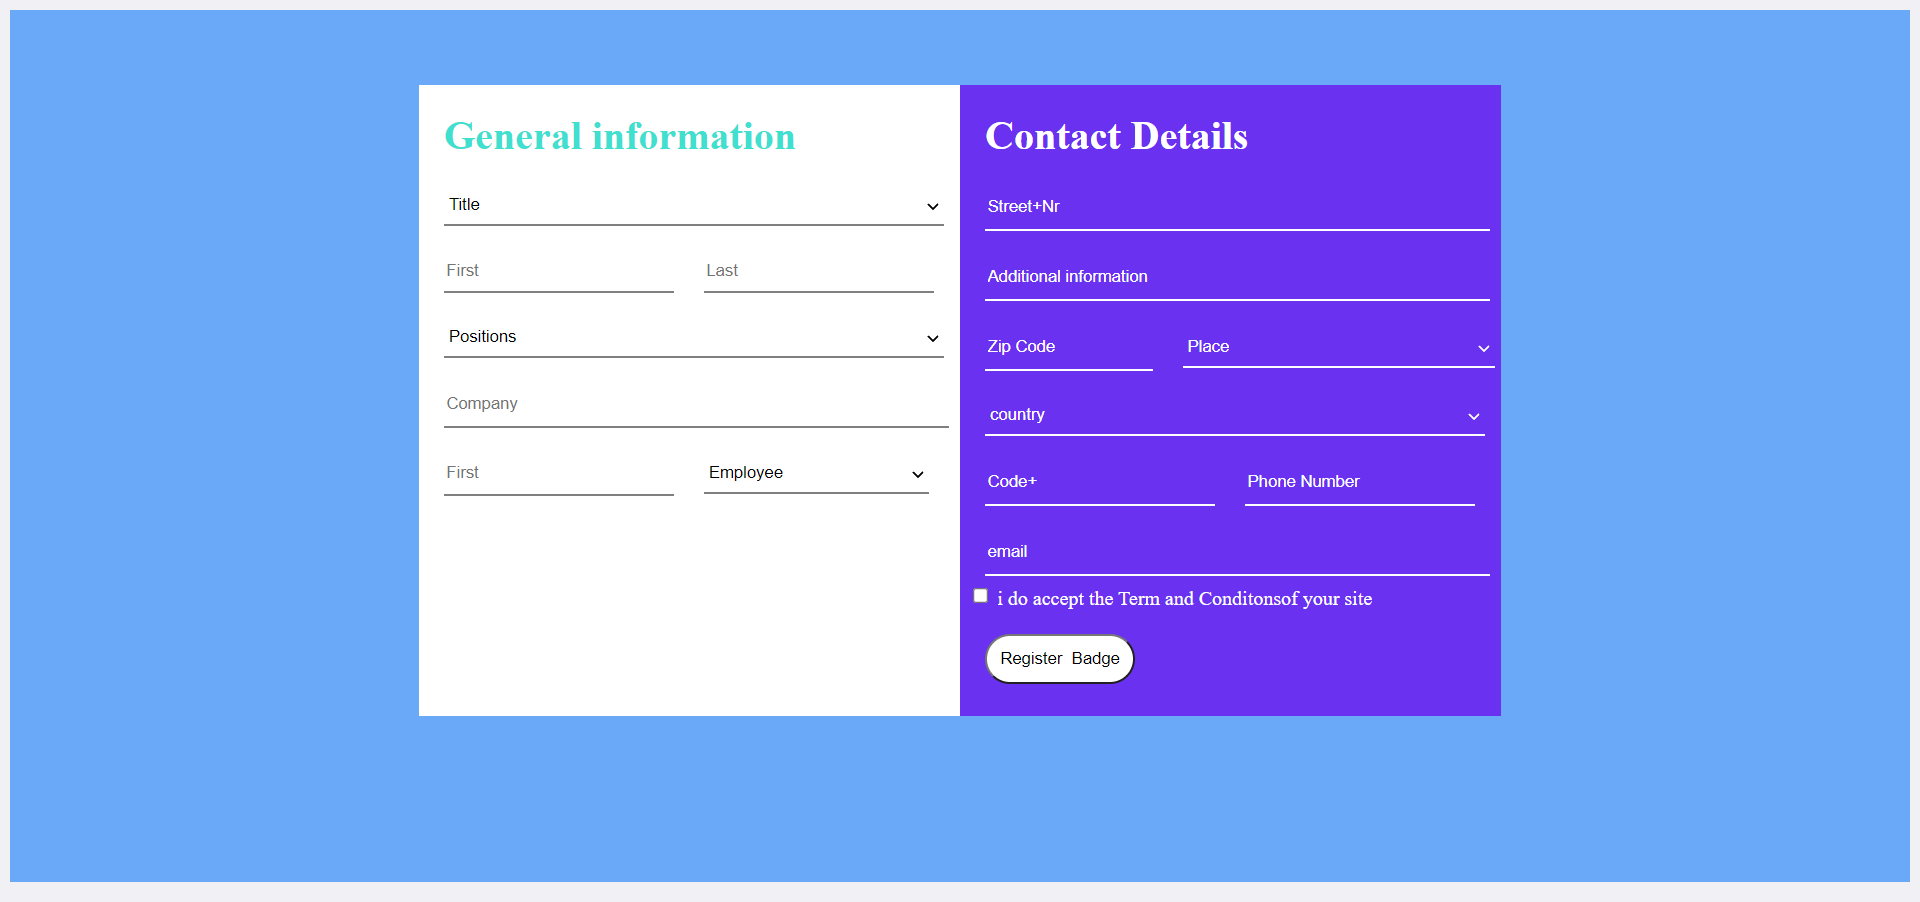 General information
Title
First Last
Positions
Company
First Employee
Contact Details
Street+Nr
Additional information
Zip Code Place
country
Code+ Phone Number
email
i do accept the Term and Conditonsof your site
Register Badge